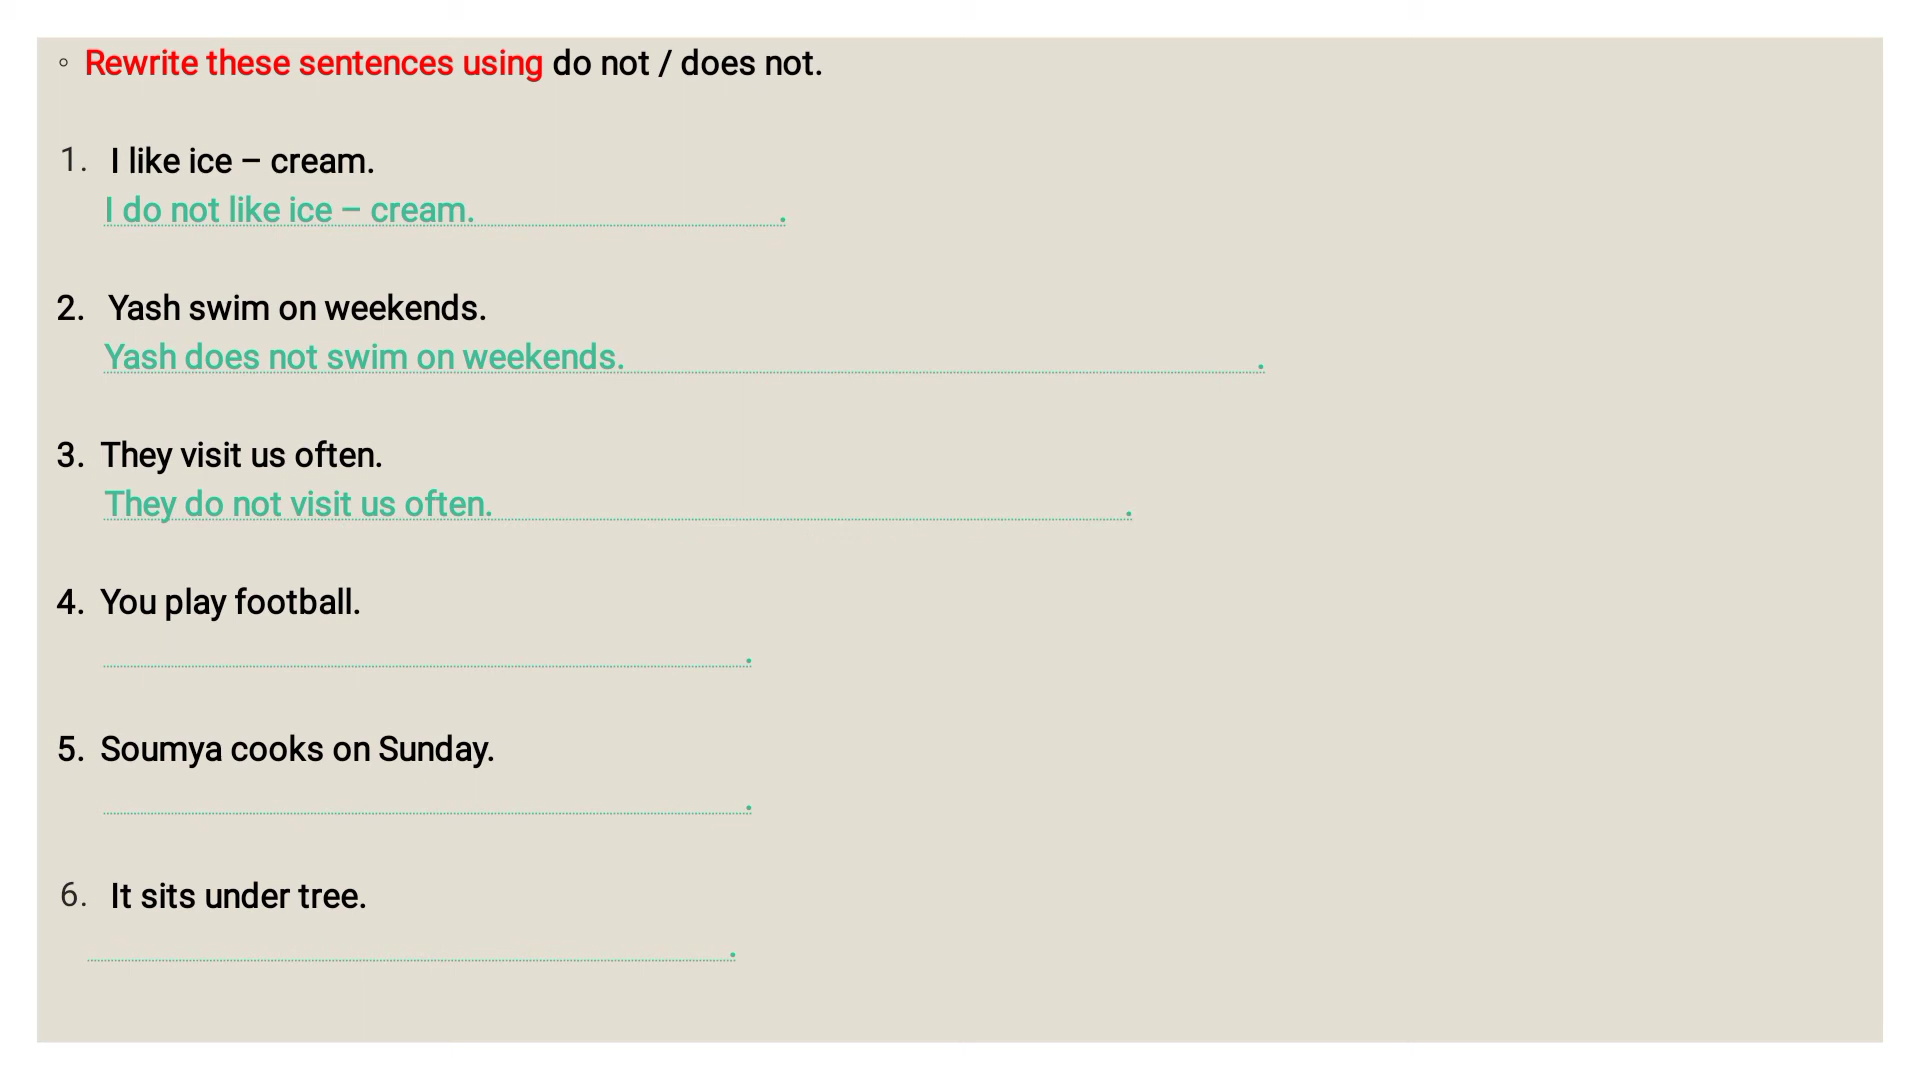 ◦ Rewrite these sentences using do not / does not.
1. I like ice – cream.
I do not like ice – cream. .
2. Yash swim on weekends.
Yash does not swim on weekends. .
3. They visit us often.
They do not visit us often. .
4. You play football.
.
5. Soumya cooks on Sunday.
.
6. It sits under tree.
.